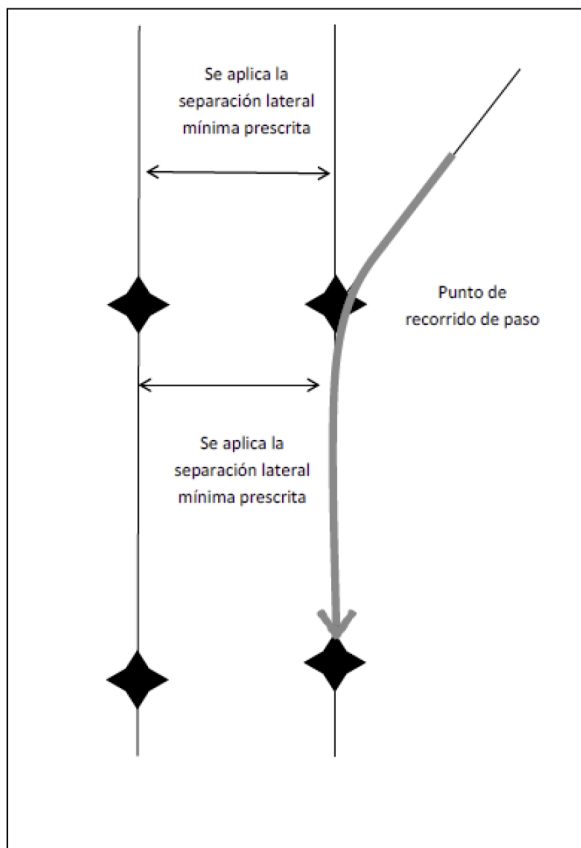 Se aplica la
separación lateral
mínima prescrita
Punto de
recorrido de paso
Se aplica la
separación lateral
mínima prescrita